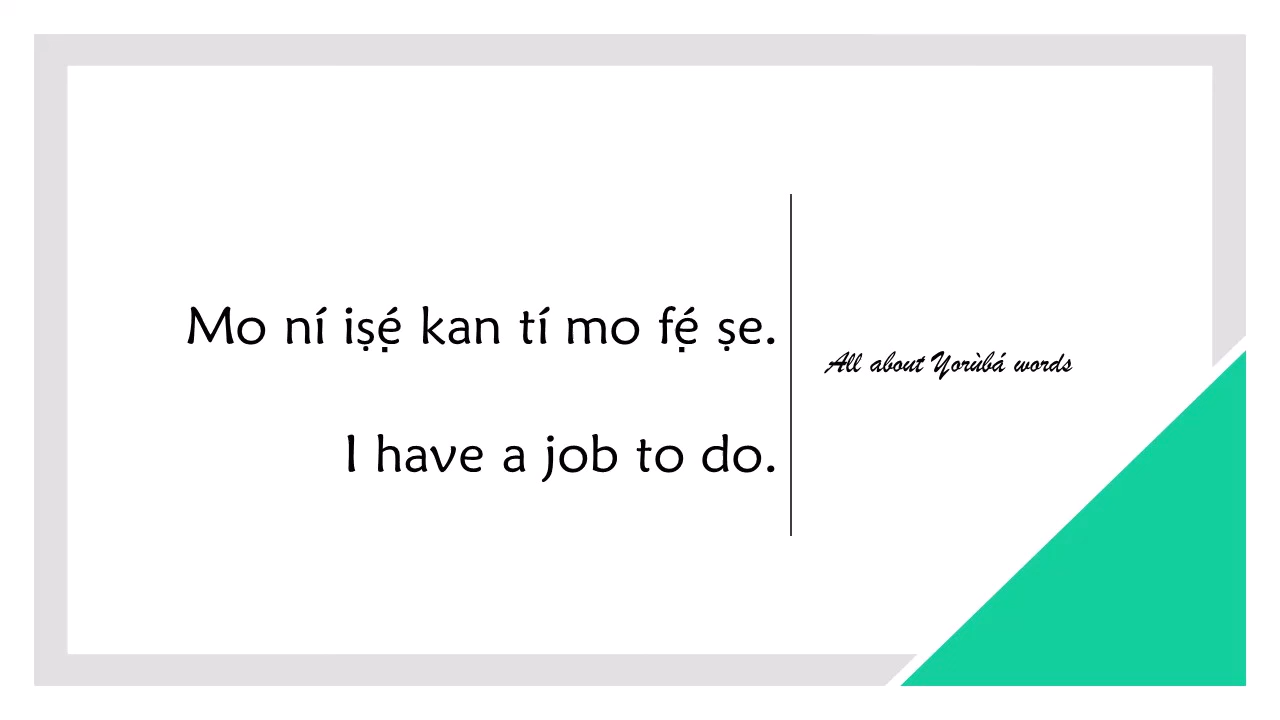 Mo ní iṣẹ́ kan tí mo fẹ́ ṣe.
I have a job to do.
All about Yorùbá words